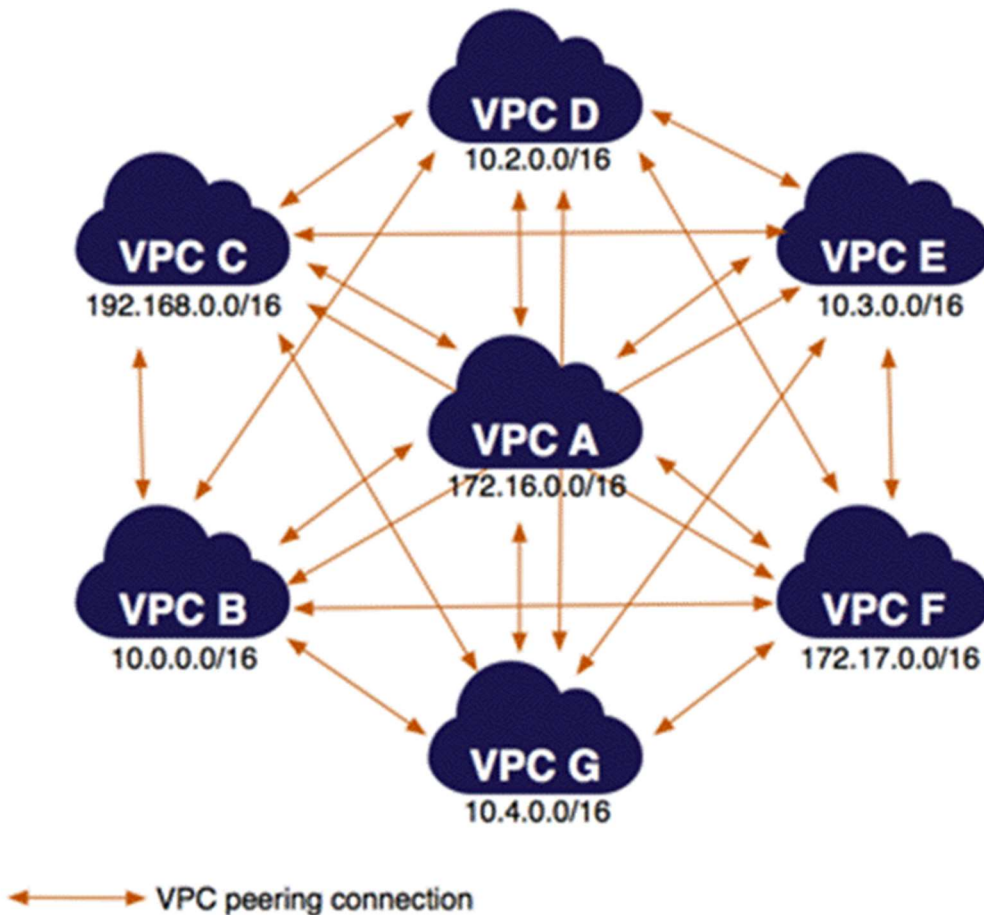 VPC D
10.2.0.0/16
VPC C
192.168.0.0/16
VPC E
10.3.0.0/16
VPC A
172.16.0.0/16
VPC B
10.0.0.0/16
VPC F
172.17.0.0/16
VPC G
10.4.0.0/16
VPC peering connection